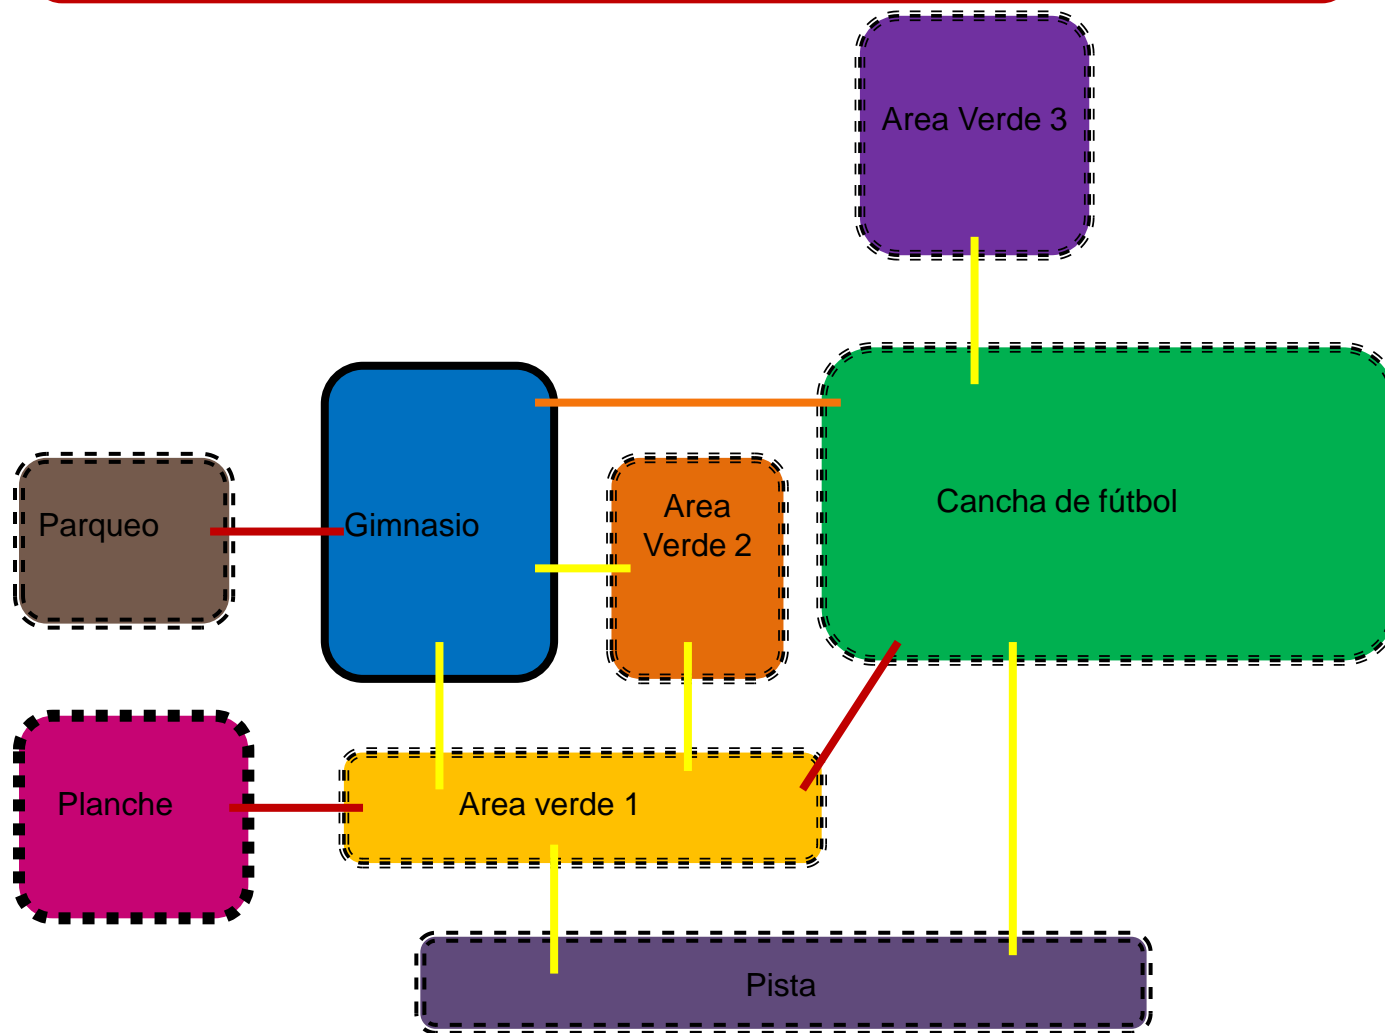 Area Verde 3
Cancha de fútbol
Area
Verde 2
Parqueo
Gimnasio
Planche
Area verde 1
Pista